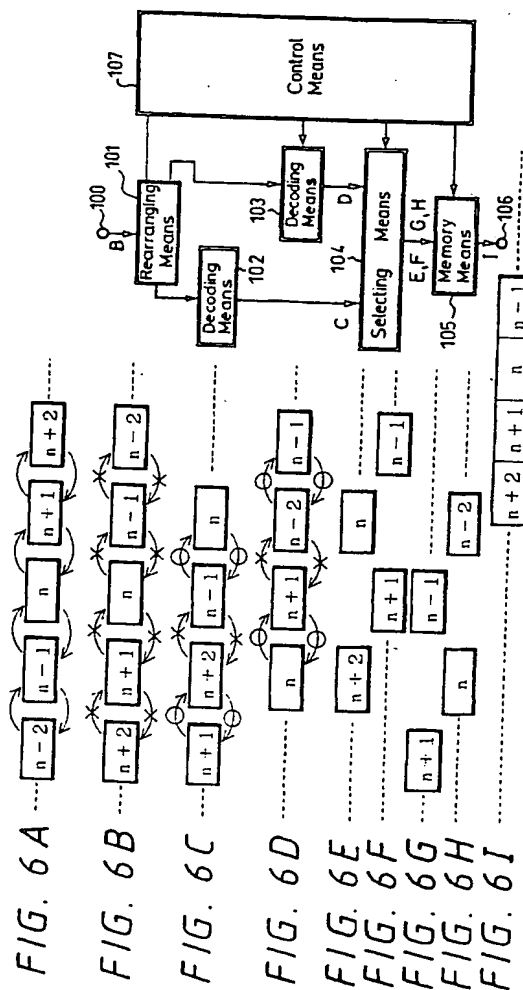 FIG. 6A
n-2 n-1 n n+1 n+2
FIG. 6B
n+2 n+1 n n-1 n-2
FIG. 6C
n+1 n+2 n-1 n
FIG. 6D
n n+1 n-2 n-1
FIG. 6E
n+2 n
FIG. 6F
n+1 n-1
FIG. 6G
n+1 n-1
FIG. 6H
n n-2
FIG. 6I
n+2 n+1 n n-1
100
B
101
Rearranging
Means
102
Decoding
Means
103
Decoding
Means
C
D
104
Selecting Means
E,F G,H
105
Memory
Means
I
106
107
Control
Means